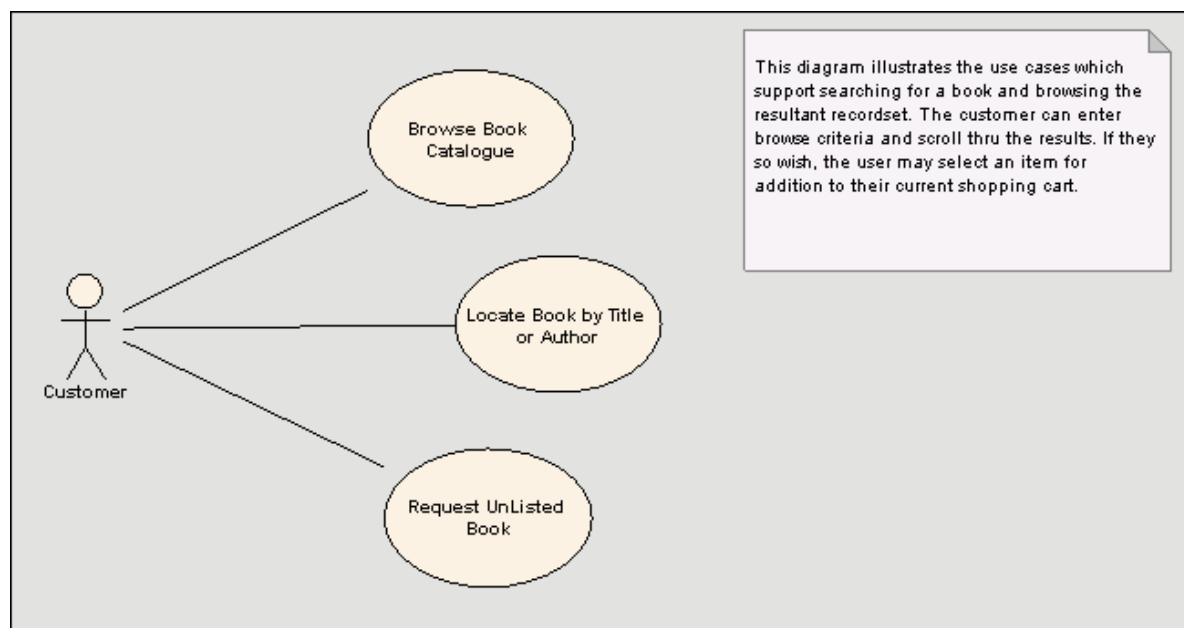 Browse Book
Catalogue
This diagram illustrates the use cases which
support searching for a book and browsing the
resultant recordset. The customer can enter
browse criteria and scroll thru the results. If they
so wish, the user may select an item for
addition to their current shopping cart.
Locate Book by Title
or Author
Customer
Request UnListed
Book